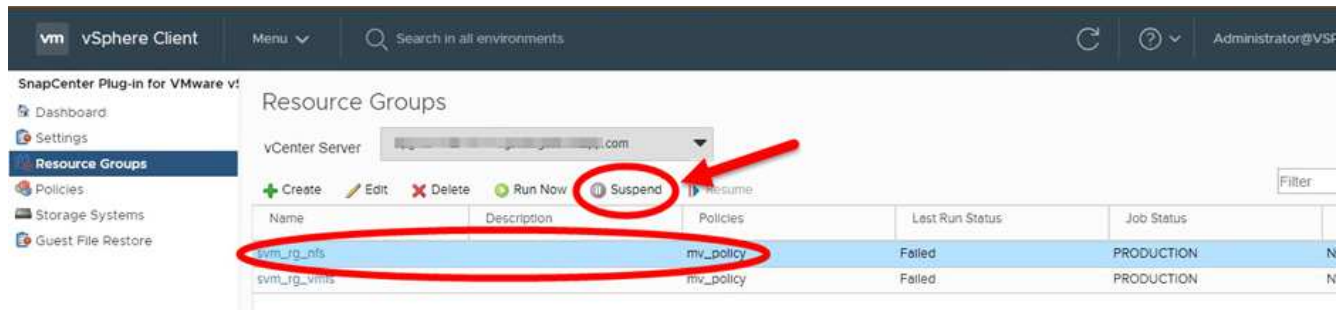 vm vSphere Client Menu Search in all environments Administrator@VSP
SnapCenter Plug-in for VMware vS
Dashboard
Settings
Resource Groups
Policies
Storage Systems
Guest File Restore
Resource Groups
vCenter Server .com
Create Edit Delete Run Now Suspend Resume
Filter
Name Description Policies Last Run Status Job Status
svm_rg_nfs mv_policy Failed PRODUCTION N
svm_rg_vmfs mv_policy Failed PRODUCTION N